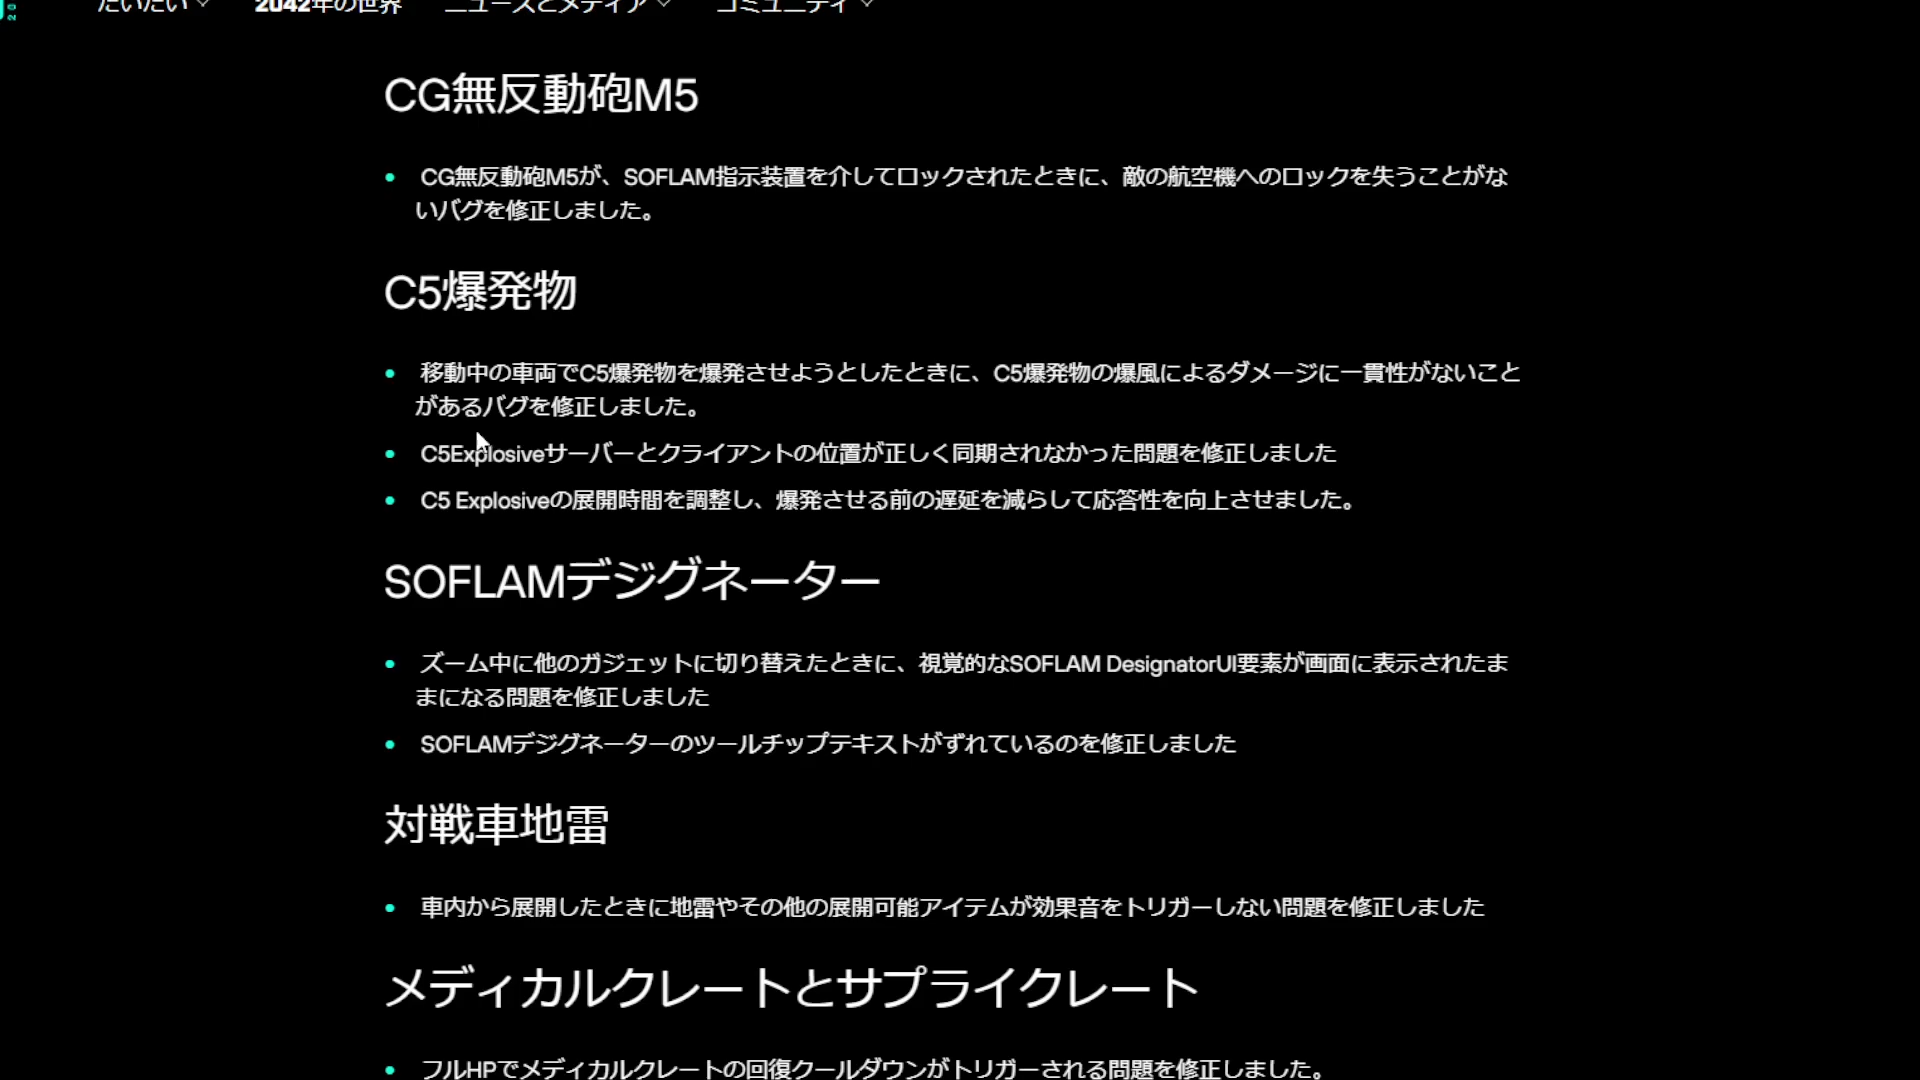 だいたい 2042年の世界 ニュースとメディア コミュニティ
CG無反動砲M5
CG無反動砲M5が、SOFLAM指示装置を介してロックされたときに、敵の航空機へのロックを失うことがな
いバグを修正しました。
C5爆発物
移動中の車両でC5爆発物を爆発させようとしたときに、C5爆発物の爆風によるダメージに一貫性がないこと
があるバグを修正しました。
C5Explosiveサーバーとクライアントの位置が正しく同期されなかった問題を修正しました
C5 Explosiveの展開時間を調整し、爆発させる前の遅延を減らして応答性を向上させました。
SOFLAMデジグネーター
ズーム中に他のガジェットに切り替えたときに、視覚的なSOFLAM DesignatorUI要素が画面に表示されたま
まになる問題を修正しました
SOFLAMデジグネーターのツールチップテキストがずれているのを修正しました
対戦車地雷
車内から展開したときに地雷やその他の展開可能アイテムが効果音をトリガーしない問題を修正しました
メディカルクレートとサプライクレート
フルHPでメディカルクレートの回復クールダウンがトリガーされる問題を修正しました。